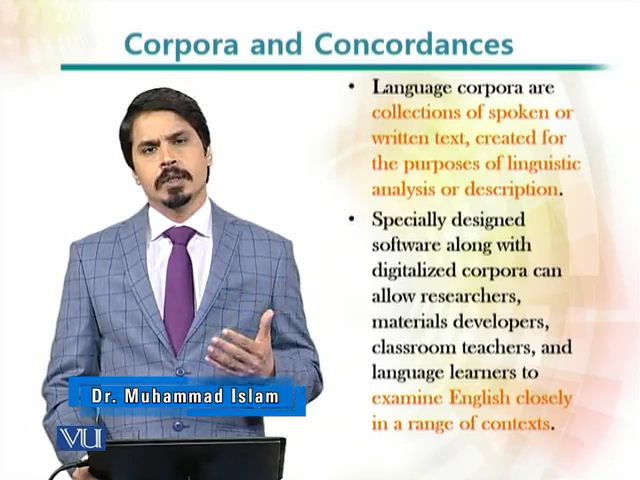 Corpora and Concordances
• Language corpora are
collections of spoken or
written text, created for
the purposes of linguistic
analysis or description.
• Specially designed
software along with
digitalized corpora can
allow researchers,
materials developers,
classroom teachers, and
language learners to
examine English closely
in a range of contexts.
Dr. Muhammad Islam
VU